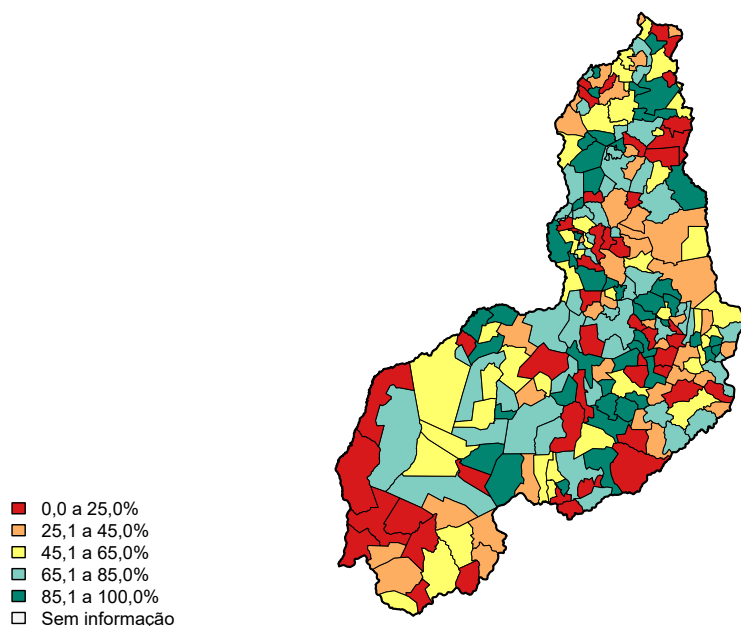 0,0 a 25,0%
25,1 a 45,0%
45,1 a 65,0%
65,1 a 85,0%
85,1 a 100,0%
Sem informação